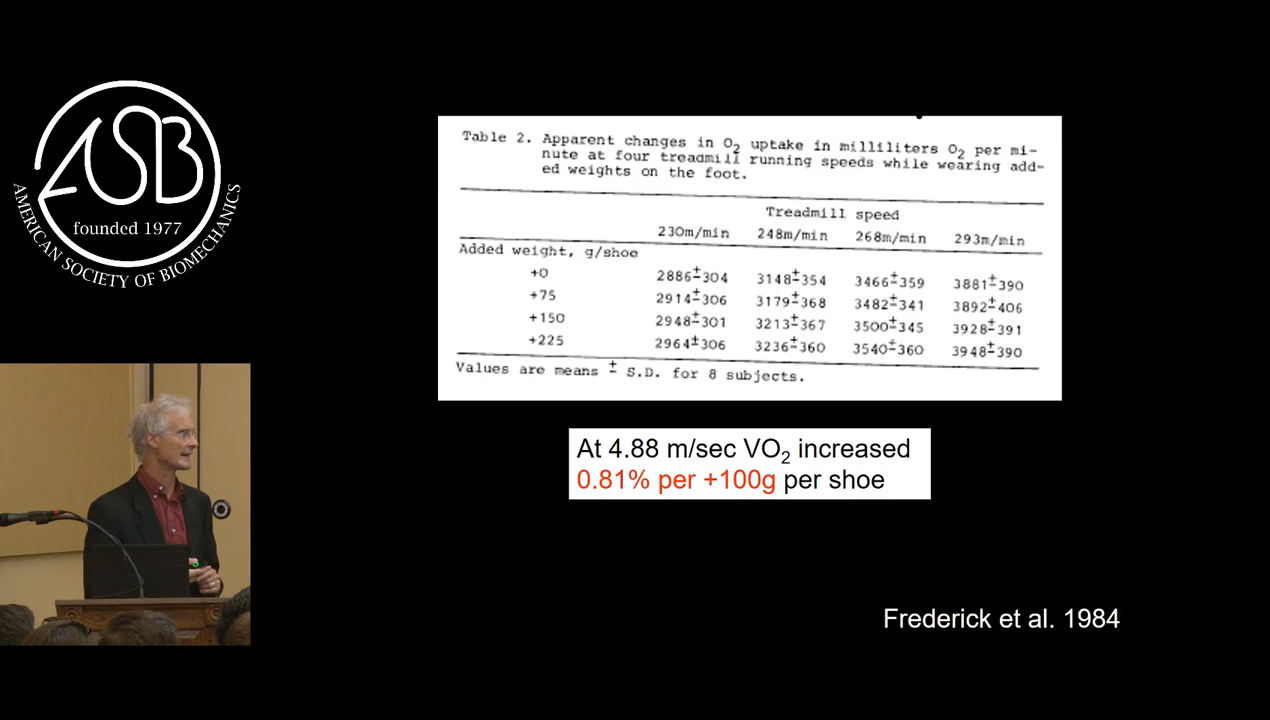 ASB
founded 1977
AMERICAN SOCIETY OF BIOMECHANICS
Table 2. Apparent changes in O2 uptake in milliliters O2 per mi-
nute at four treadmill running speeds while wearing add-
ed weights on the foot.
Treadmill speed
230m/min 248m/min 268m/min 293m/min
Added weight, g/shoe
+0 2886±304 3148±354 3466±359 3881±390
+75 2914±306 3179±368 3482±341 3892±406
+150 2948±301 3213±367 3500±345 3928±391
+225 2964±306 3236±360 3540±360 3948±390
Values are means ± S.D. for 8 subjects.
At 4.88 m/sec VO2 increased
0.81% per +100g per shoe
Frederick et al. 1984